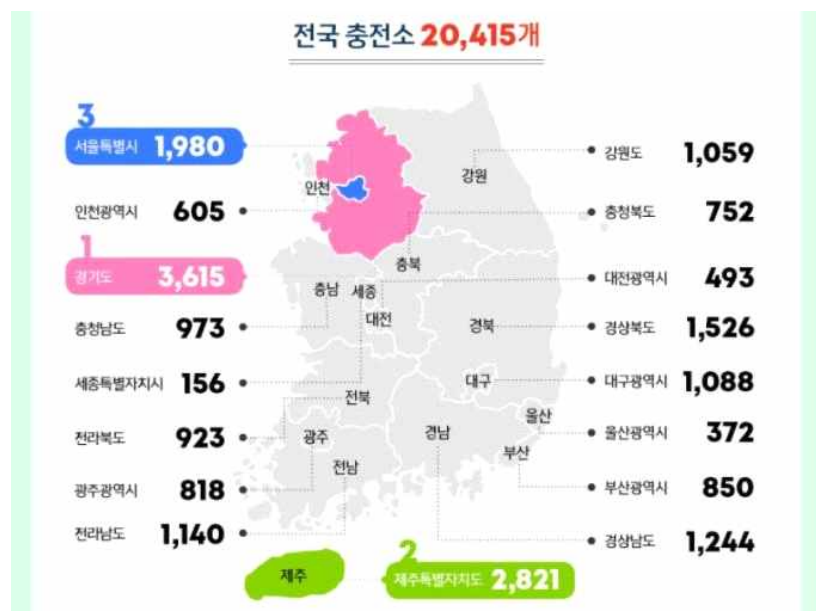 전국 충전소 20,415개
3
서울특별시 1,980
인천광역시 605
1
경기도 3,615
충청남도 973
세종특별자치시 156
전라북도 923
광주광역시 818
전라남도 1,140
인천
강원
충북
충남
세종
대전
경북
대구
전북
울산
광주
경남
부산
전남
제주
강원도 1,059
충청북도 752
대전광역시 493
경상북도 1,526
대구광역시 1,088
울산광역시 372
부산광역시 850
경상남도 1,244
2
제주특별자치도 2,821